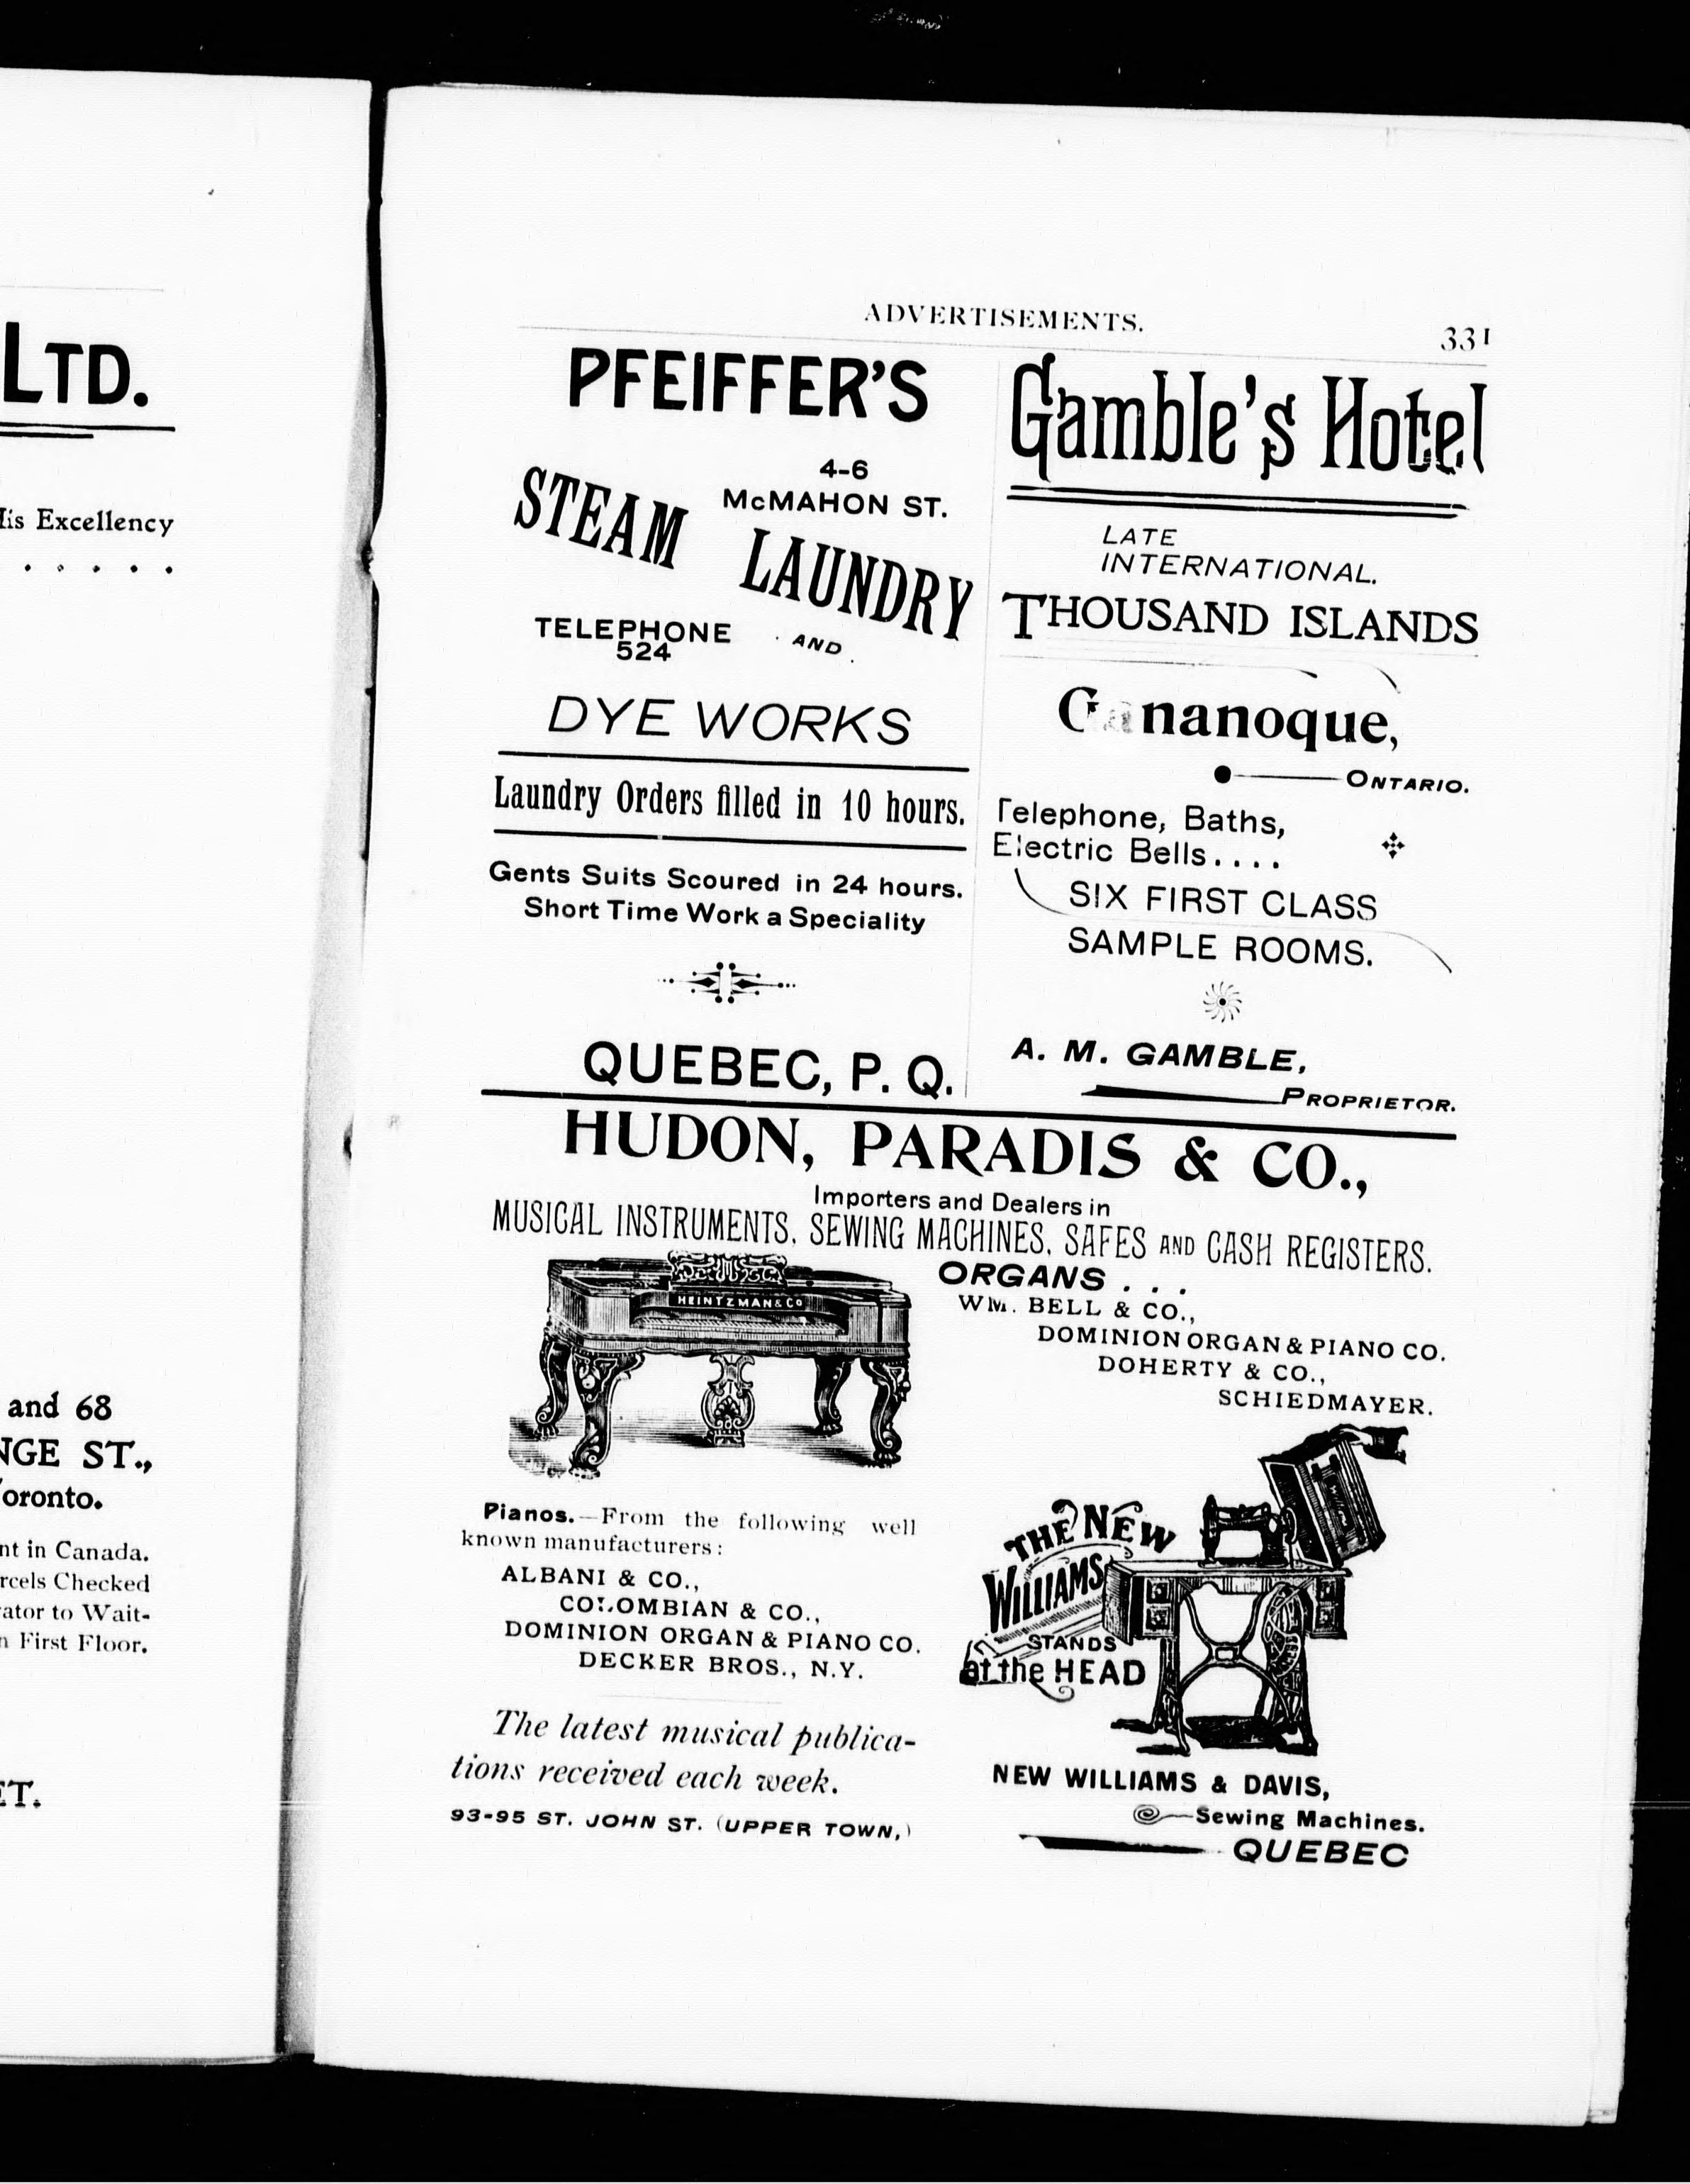 LTD.
His Excellency
and 68
NGE ST.,
Toronto.
nt in Canada.
rcels Checked
ator to Wait-
n First Floor.
ET.
ADVERTISEMENTS.
331
PFEIFFER'S
4-6
McMAHON ST.
STEAM LAUNDRY
TELEPHONE
524
AND
DYE WORKS
Laundry Orders filled in 10 hours.
Gents Suits Scoured in 24 hours.
Short Time Work a Speciality
QUEBEC, P. Q.
Gamble's Hotel
LATE
INTERNATIONAL.
THOUSAND ISLANDS
Gananoque,
ONTARIO.
Telephone, Baths,
Electric Bells....
SIX FIRST CLASS
SAMPLE ROOMS.
A. M. GAMBLE,
PROPRIETOR.
HUDON, PARADIS & CO.,
Importers and Dealers in
MUSICAL INSTRUMENTS, SEWING MACHINES, SAFES AND CASH REGISTERS.
HEINTZMAN & CO
ORGANS . . .
WM. BELL & CO.,
DOMINION ORGAN & PIANO CO.
DOHERTY & CO.,
SCHIEDMAYER.
Pianos.—From the following well
known manufacturers:
ALBANI & CO.,
COLOMBIAN & CO.,
DOMINION ORGAN & PIANO CO.
DECKER BROS., N.Y.
The latest musical publica-
tions received each week.
93-95 ST. JOHN ST. (UPPER TOWN,)
THE NEW
WILLIAMS
STANDS
at the HEAD
NEW WILLIAMS & DAVIS,
Sewing Machines.
QUEBEC